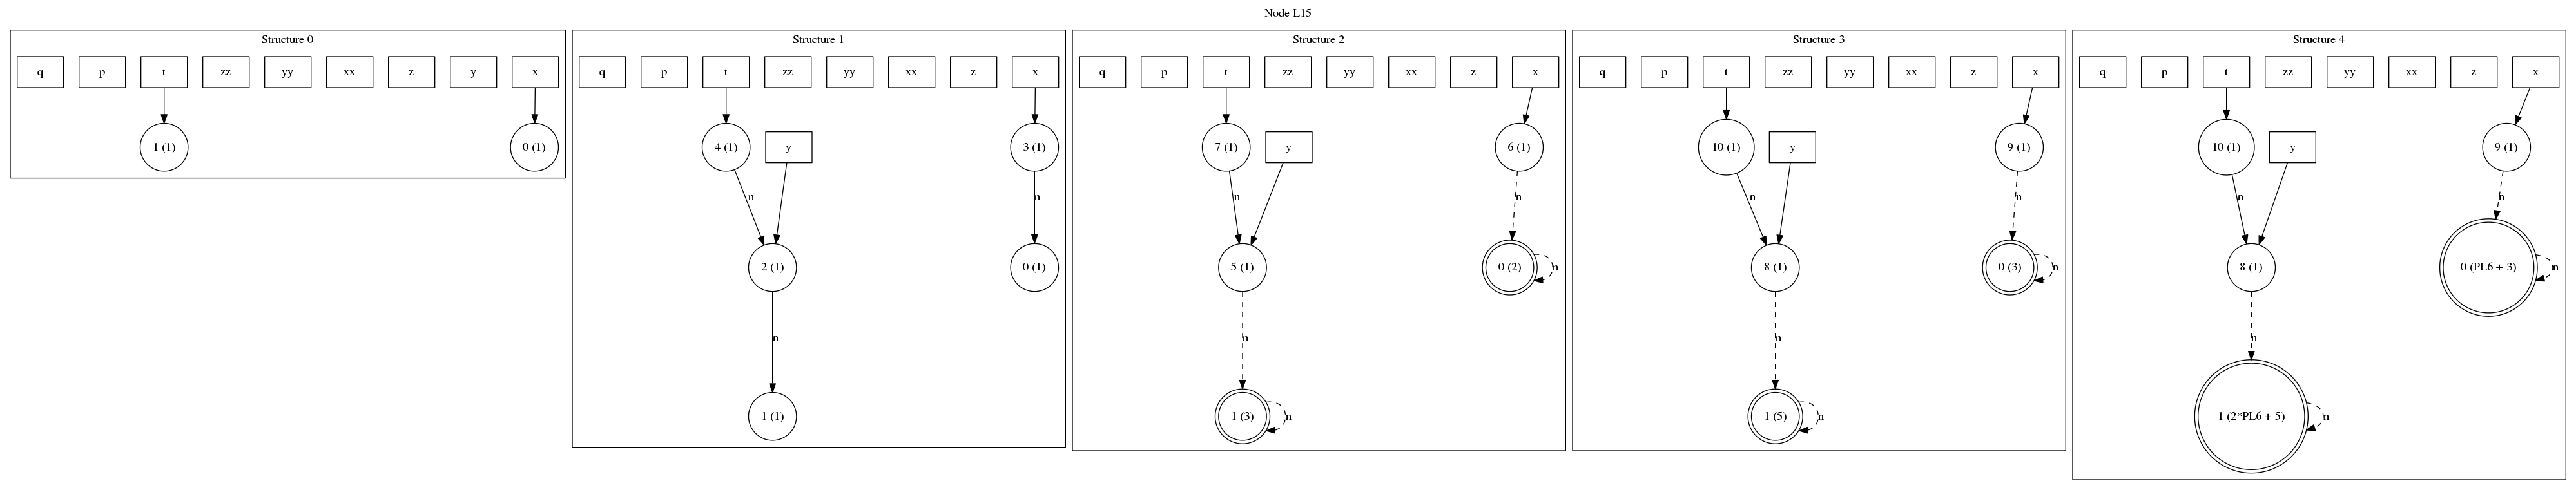 Node L15
Structure 0
q p t zz yy xx z y x
1 (1) 0 (1)
Structure 1
q p t zz yy xx z x
4 (1) y 3 (1)
n n
2 (1) 0 (1)
n
1 (1)
Structure 2
q p t zz yy xx z x
7 (1) y 6 (1)
n n
5 (1) 0 (2) n
n
1 (3) n
Structure 3
q p t zz yy xx z x
10 (1) y 9 (1)
n n
8 (1) 0 (3) n
n
1 (5) n
Structure 4
q p t zz yy xx z x
10 (1) y 9 (1)
n n
8 (1) 0 (PL6 + 3) n
n
1 (2*PL6 + 5) n